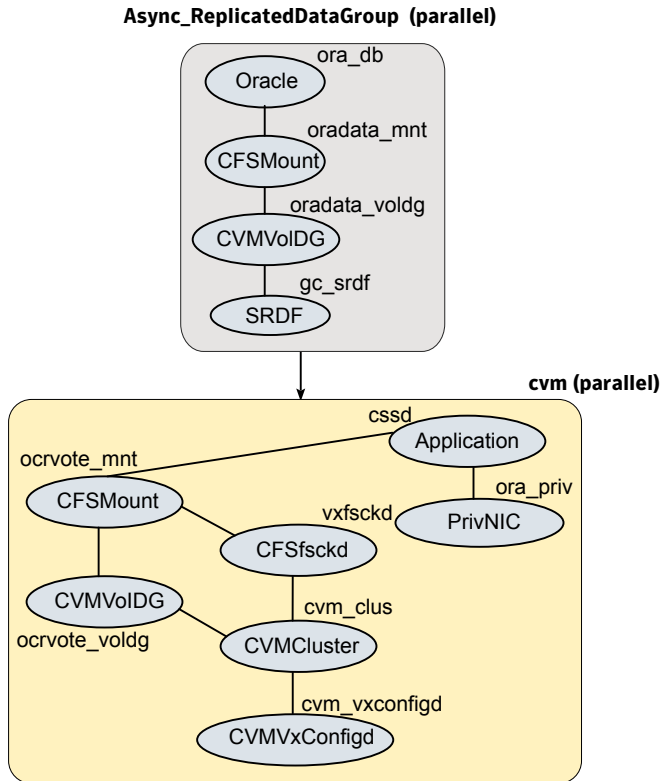 Async_ReplicatedDataGroup (parallel)
ora_db
Oracle
oradata_mnt
CFSMount
oradata_voldg
CVMVolDG
gc_srdf
SRDF
cvm (parallel)
cssd
Application
ocrvote_mnt
CFSMount
ora_priv
PrivNIC
vxfsckd
CFSfsckd
CVMVolDG
ocrvote_voldg
cvm_clus
CVMCluster
cvm_vxconfigd
CVMVxConfigd